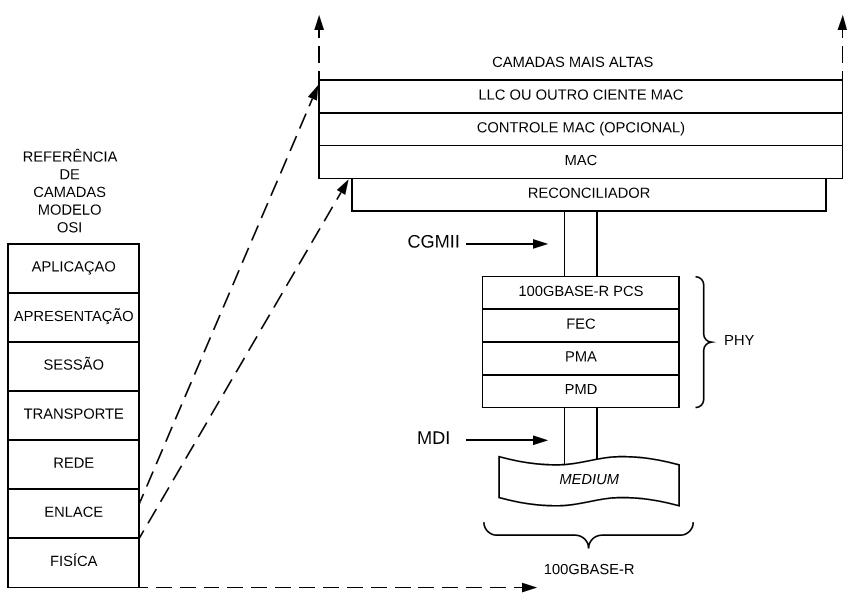 CAMADAS MAIS ALTAS
LLC OU OUTRO CIENTE MAC
CONTROLE MAC (OPCIONAL)
MAC
RECONCILIADOR
REFERÊNCIA
DE
CAMADAS
MODELO
OSI
APLICAÇAO
APRESENTAÇÃO
SESSÃO
TRANSPORTE
REDE
ENLACE
FISÍCA
CGMII
100GBASE-R PCS
FEC
PMA
PMD
PHY
MDI
MEDIUM
100GBASE-R